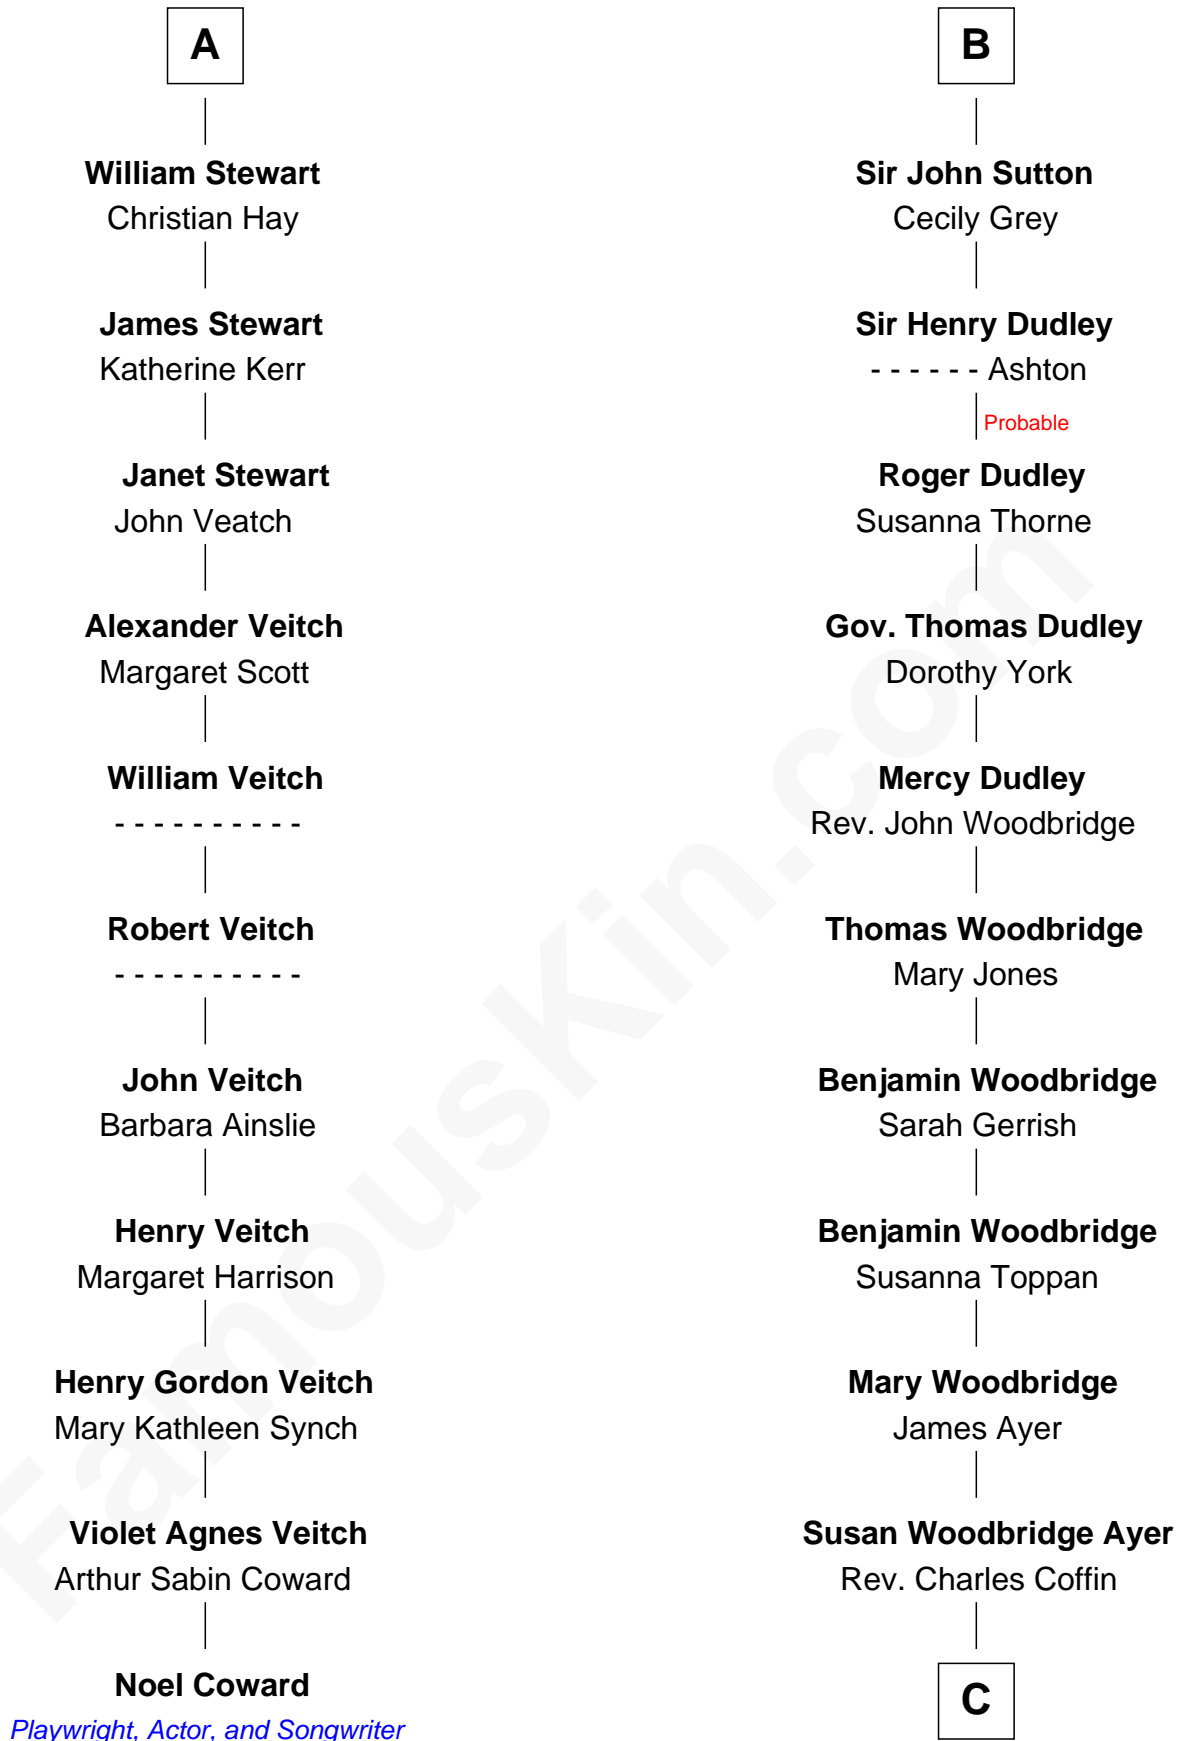 A
William Stewart
Christian Hay
James Stewart
Katherine Kerr
Janet Stewart
John Veatch
Alexander Veitch
Margaret Scott
William Veitch
- - - - - - - - - -
Robert Veitch
- - - - - - - - - -
John Veitch
Barbara Ainslie
Henry Veitch
Margaret Harrison
Henry Gordon Veitch
Mary Kathleen Synch
Violet Agnes Veitch
Arthur Sabin Coward
Noel Coward
Playwright, Actor, and Songwriter
B
Sir John Sutton
Cecily Grey
Sir Henry Dudley
- - - - - - Ashton
Probable
Roger Dudley
Susanna Thorne
Gov. Thomas Dudley
Dorothy York
Mercy Dudley
Rev. John Woodbridge
Thomas Woodbridge
Mary Jones
Benjamin Woodbridge
Sarah Gerrish
Benjamin Woodbridge
Susanna Toppan
Mary Woodbridge
James Ayer
Susan Woodbridge Ayer
Rev. Charles Coffin
C
FamousKin.com